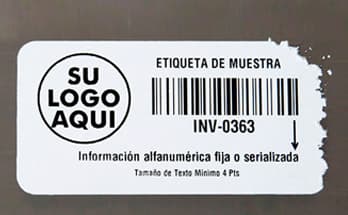 SU
LOGO
AQUI
ETIQUETA DE MUESTRA
INV-0363
Información alfanumérica fija o serializada
Tamaño de Texto Mínimo 4 Pts